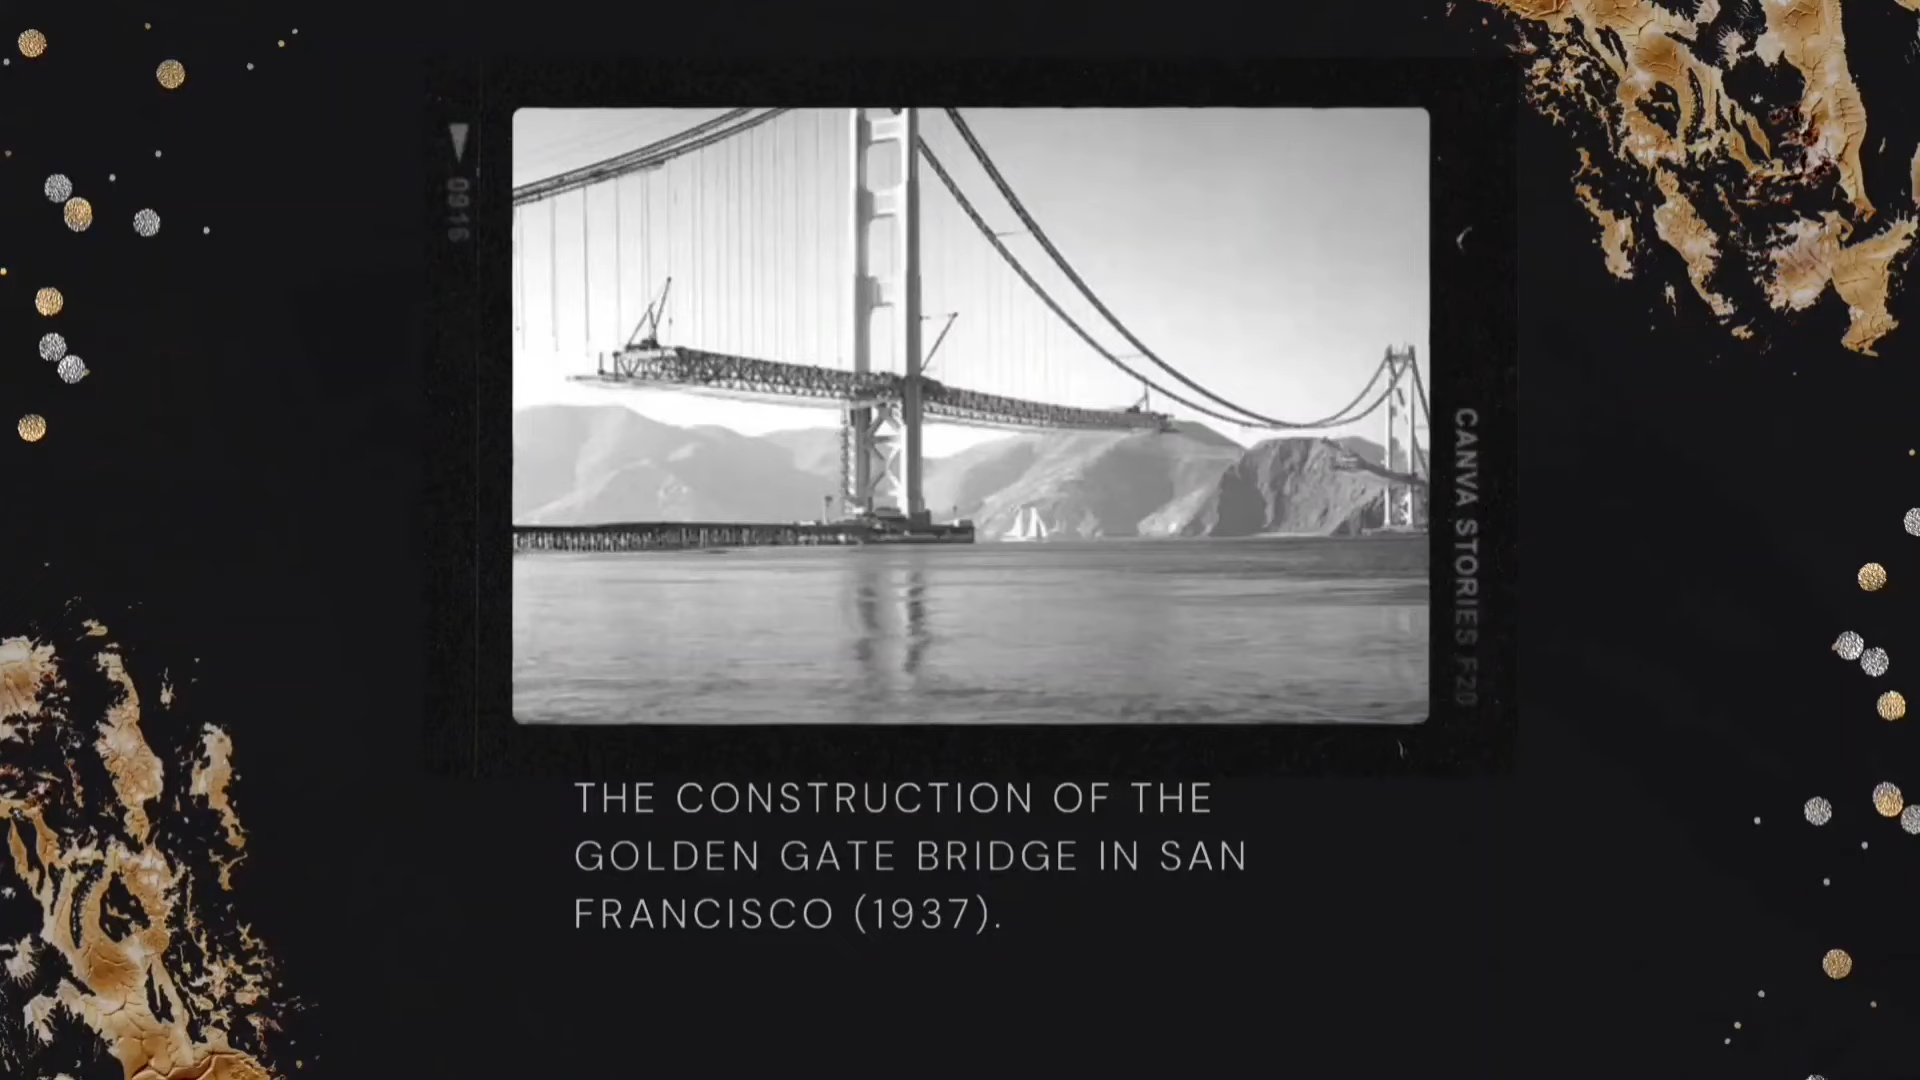 0916
CANVA STORIES F20
THE CONSTRUCTION OF THE
GOLDEN GATE BRIDGE IN SAN
FRANCISCO (1937).